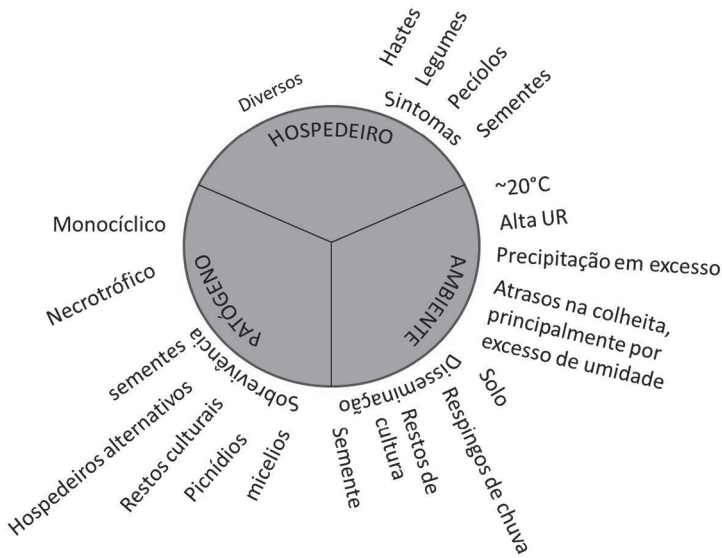 Diversos
HOSPEDEIRO
Sintomas
Hastes
Legumes
Pecíolos
Sementes
~20°C
Alta UR
Precipitação em excesso
Atrasos na colheita,
principalmente por
excesso de umidade
AMBIENTE
Disseminação
Solo
Respingos de chuva
Restos de
cultura
Semente
Monocíclico
Necrotrófico
PATÓGENO
Sobrevivência
sementes
Hospedeiros alternativos
Restos culturais
Picnídios
micelios